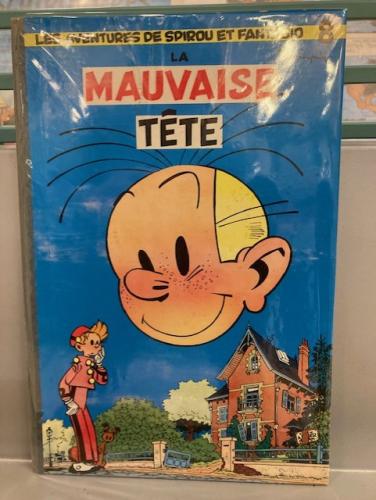 LES AVENTURES DE SPIROU ET FANTASIO 8
LA
MAUVAISE
TÊTE